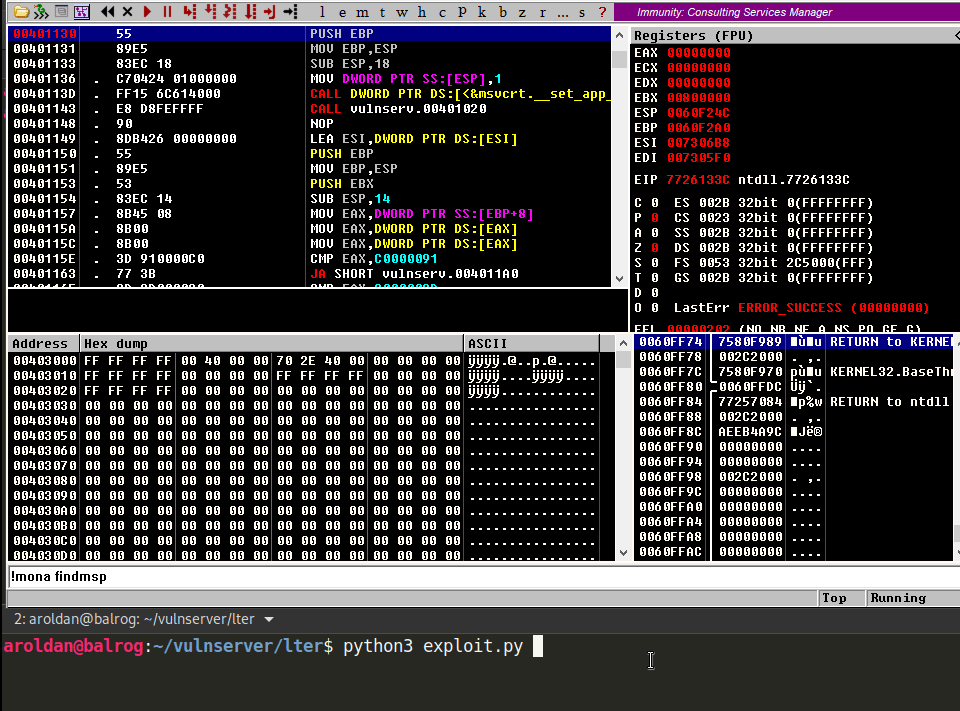 l e m t w h c p k b z r ... s ? Immunity: Consulting Services Manager
00401130 55 PUSH EBP
00401131 89E5 MOV EBP,ESP
00401133 83EC 18 SUB ESP,18
00401136 . C70424 01000000 MOV DWORD PTR SS:[ESP],1
0040113D . FF15 6C614000 CALL DWORD PTR DS:[<&msvcrt.__set_app_
00401143 . E8 D8FEFFFF CALL vulnserv.00401020
00401148 . 90 NOP
00401149 . 8DB426 00000000 LEA ESI,DWORD PTR DS:[ESI]
00401150 . 55 PUSH EBP
00401151 . 89E5 MOV EBP,ESP
00401153 . 53 PUSH EBX
00401154 . 83EC 14 SUB ESP,14
00401157 . 8B45 08 MOV EAX,DWORD PTR SS:[EBP+8]
0040115A . 8B00 MOV EAX,DWORD PTR DS:[EAX]
0040115C . 8B00 MOV EAX,DWORD PTR DS:[EAX]
0040115E . 3D 910000C0 CMP EAX,C0000091
00401163 . 77 3B JA SHORT vulnserv.004011A0
Registers (FPU) <
EAX 00000000
ECX 00000000
EDX 00000000
EBX 00800000
ESP 0060F24C
EBP 0060F2A0
ESI 007306B8
EDI 007305F0
EIP 7726133C ntdll.7726133C
C 0 ES 002B 32bit 0(FFFFFFFF)
P 0 CS 0023 32bit 0(FFFFFFFF)
A 0 SS 002B 32bit 0(FFFFFFFF)
Z 0 DS 002B 32bit 0(FFFFFFFF)
S 0 FS 0053 32bit 2C5000(FFF)
T 0 GS 002B 32bit 0(FFFFFFFF)
D 0
O 0 LastErr ERROR_SUCCESS (00000000)
EFL 00000202 (NO,NB,NE,A,NS,PO,GE,G)
Address Hex dump ASCII
00403000 FF FF FF FF 00 40 00 00 70 2E 40 00 00 00 00 00 ÿÿÿÿ.@..p.@.....
00403010 FF FF FF FF 00 00 00 00 FF FF FF FF 00 00 00 00 ÿÿÿÿ....ÿÿÿÿ....
00403020 FF FF FF FF 00 00 00 00 00 00 00 00 00 00 00 00 ÿÿÿÿ............
00403030 00 00 00 00 00 00 00 00 00 00 00 00 00 00 00 00 ................
00403040 00 00 00 00 00 00 00 00 00 00 00 00 00 00 00 00 ................
00403050 00 00 00 00 00 00 00 00 00 00 00 00 00 00 00 00 ................
00403060 00 00 00 00 00 00 00 00 00 00 00 00 00 00 00 00 ................
00403070 00 00 00 00 00 00 00 00 00 00 00 00 00 00 00 00 ................
00403080 00 00 00 00 00 00 00 00 00 00 00 00 00 00 00 00 ................
00403090 00 00 00 00 00 00 00 00 00 00 00 00 00 00 00 00 ................
004030A0 00 00 00 00 00 00 00 00 00 00 00 00 00 00 00 00 ................
004030B0 00 00 00 00 00 00 00 00 00 00 00 00 00 00 00 00 ................
004030C0 00 00 00 00 00 00 00 00 00 00 00 00 00 00 00 00 ................
004030D0 00 00 00 00 00 00 00 00 00 00 00 00 00 00 00 00 ................
0060FF74 7580F989 RETURN to KERNE
0060FF78 002C2000 . ,.
0060FF7C 7580F970 KERNEL32.BaseThr
0060FF80 0060FFDC Üÿ`.
0060FF84 77257084 RETURN to ntdll
0060FF88 002C2000 . ,.
0060FF8C AEEB4A9C
0060FF90 00000000 ....
0060FF94 00000000 ....
0060FF98 002C2000 . ,.
0060FF9C 00000000 ....
0060FFA0 00000000 ....
0060FFA4 00000000 ....
0060FFA8 00000000 ....
0060FFAC 00000000 ....
!mona findmsp
Top Running
2: aroldan@balrog: ~/vulnserver/lter
aroldan@balrog:~/vulnserver/lter$ python3 exploit.py